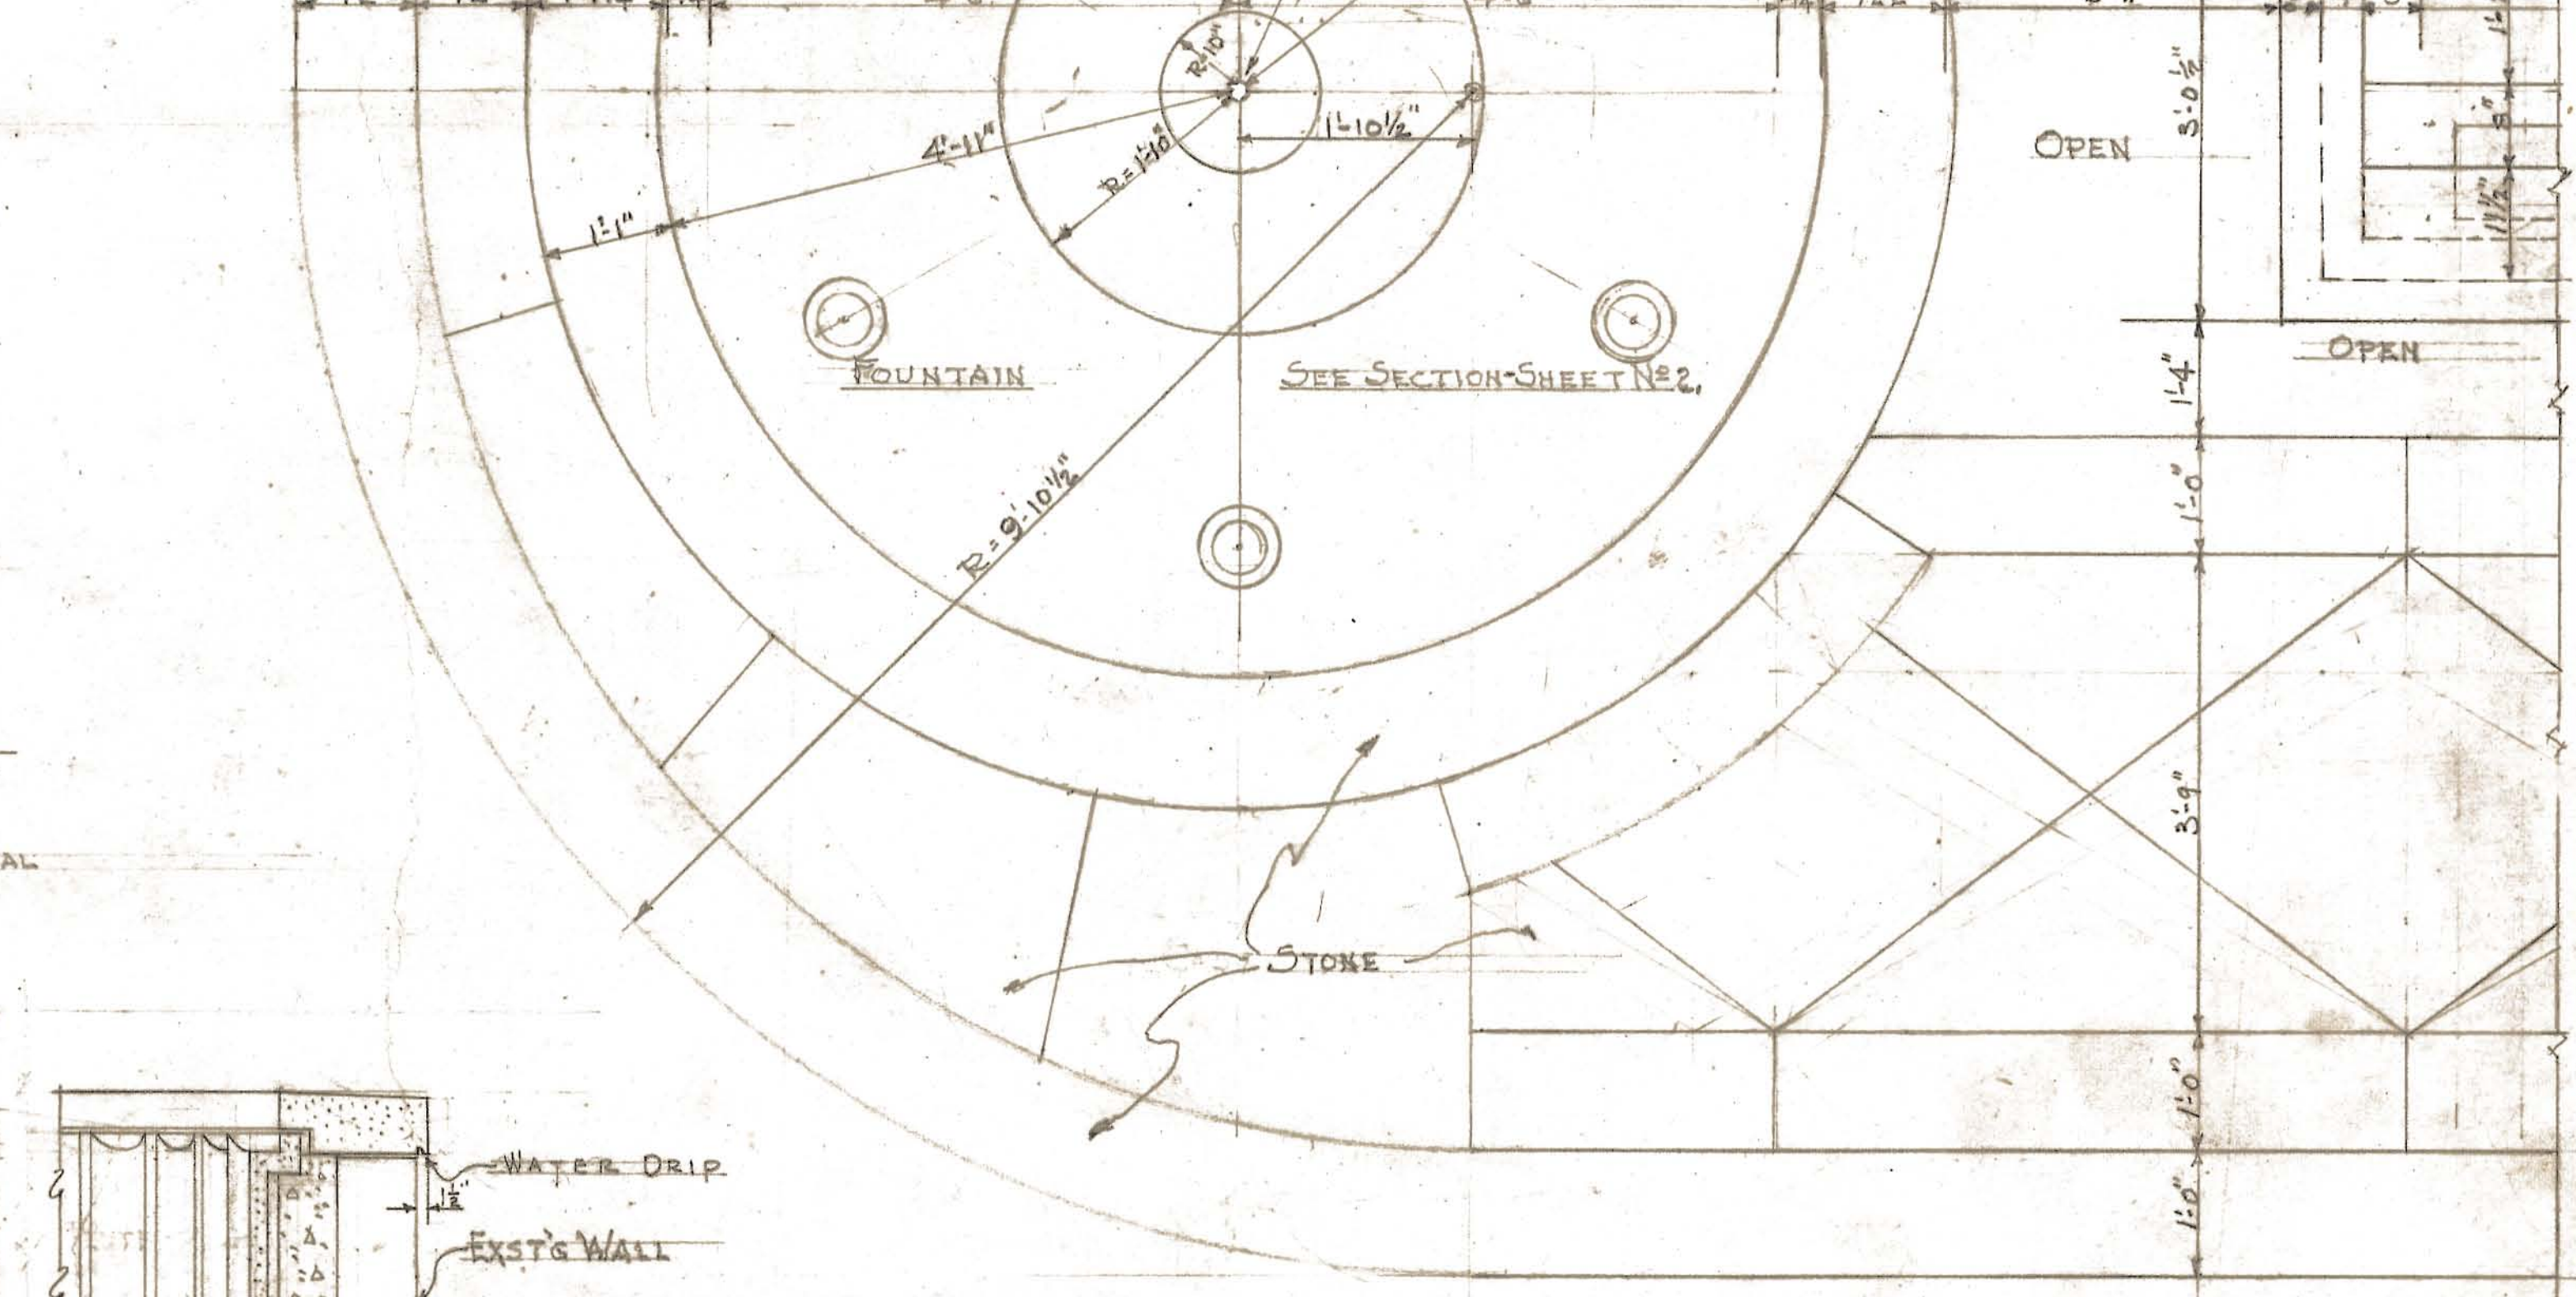 R=10"
1'-10½"
4'-11"
R=1'-10"
1'-1"
OPEN
3'-0½"
8"
11½"
FOUNTAIN
SEE SECTION-SHEET Nº2.
OPEN
1'-4"
R=9'-10½"
1'-0"
3'-9"
AL
STONE
1'-0"
WATER DRIP
1½"
1'-0"
EXST'G WALL